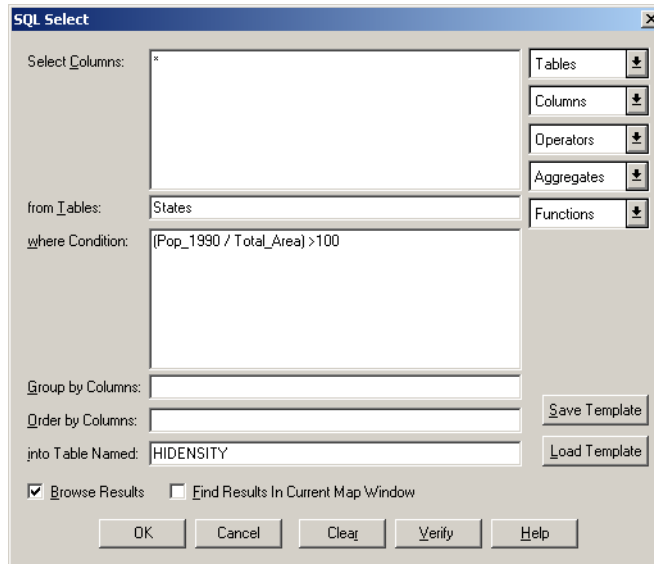 SQL Select
Select Columns:
*
Tables
Columns
Operators
Aggregates
Functions
from Tables:
States
where Condition:
(Pop_1990 / Total_Area) >100
Group by Columns:
Order by Columns:
into Table Named:
HIDENSITY
Save Template
Load Template
Browse Results
Find Results In Current Map Window
OK
Cancel
Clear
Verify
Help